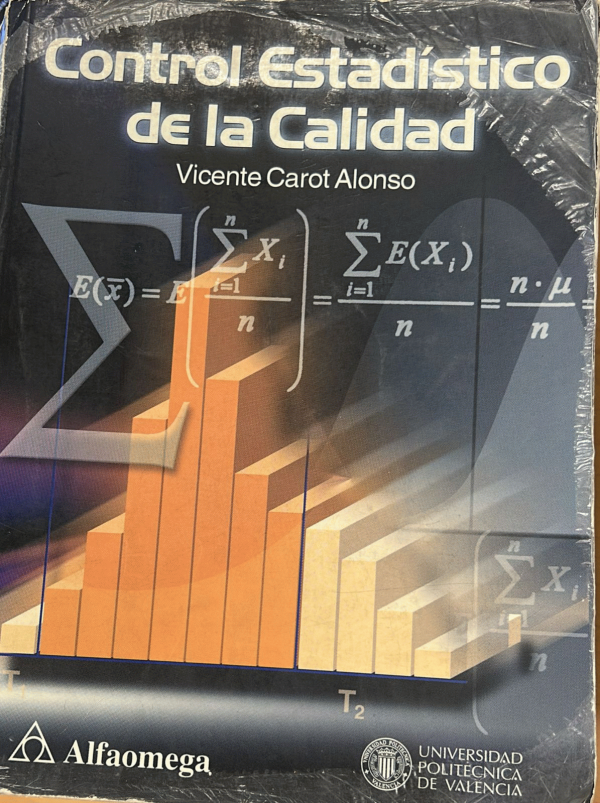 Control Estadístico
de la Calidad
Vicente Carot Alonso
E(x̄) = E(∑ᵢ₌₁ⁿ Xᵢ / n) = ∑ᵢ₌₁ⁿ E(Xᵢ) / n = n · μ / n =
(∑ᵢ₌₁ⁿ Xᵢ / n
∑
T₁
T₂
Alfaomega
UNIVERSIDAD
POLITÉCNICA
DE VALENCIA